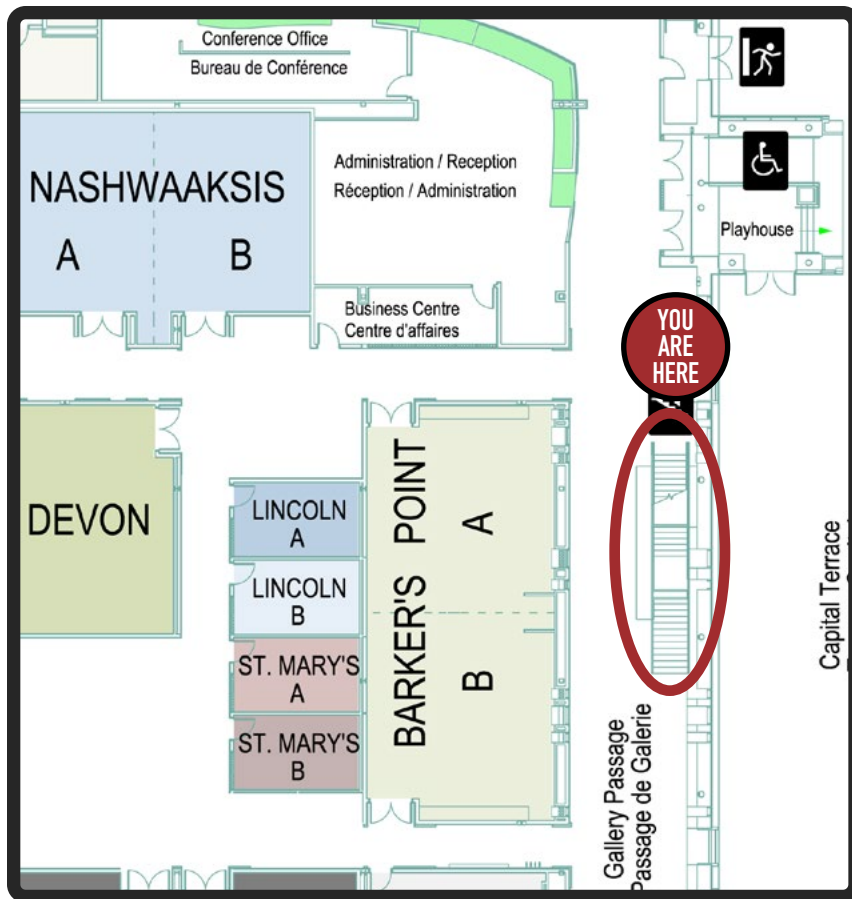 Conference Office
Bureau de Conférence
Administration / Reception
Réception / Administration
NASHWAAKSIS
A
B
Playhouse
Business Centre
Centre d'affaires
YOU
ARE
HERE
DEVON
LINCOLN
A
LINCOLN
B
ST. MARY'S
A
ST. MARY'S
B
BARKER'S POINT
A
B
Gallery Passage
Passage de Galerie
Capital Terrace